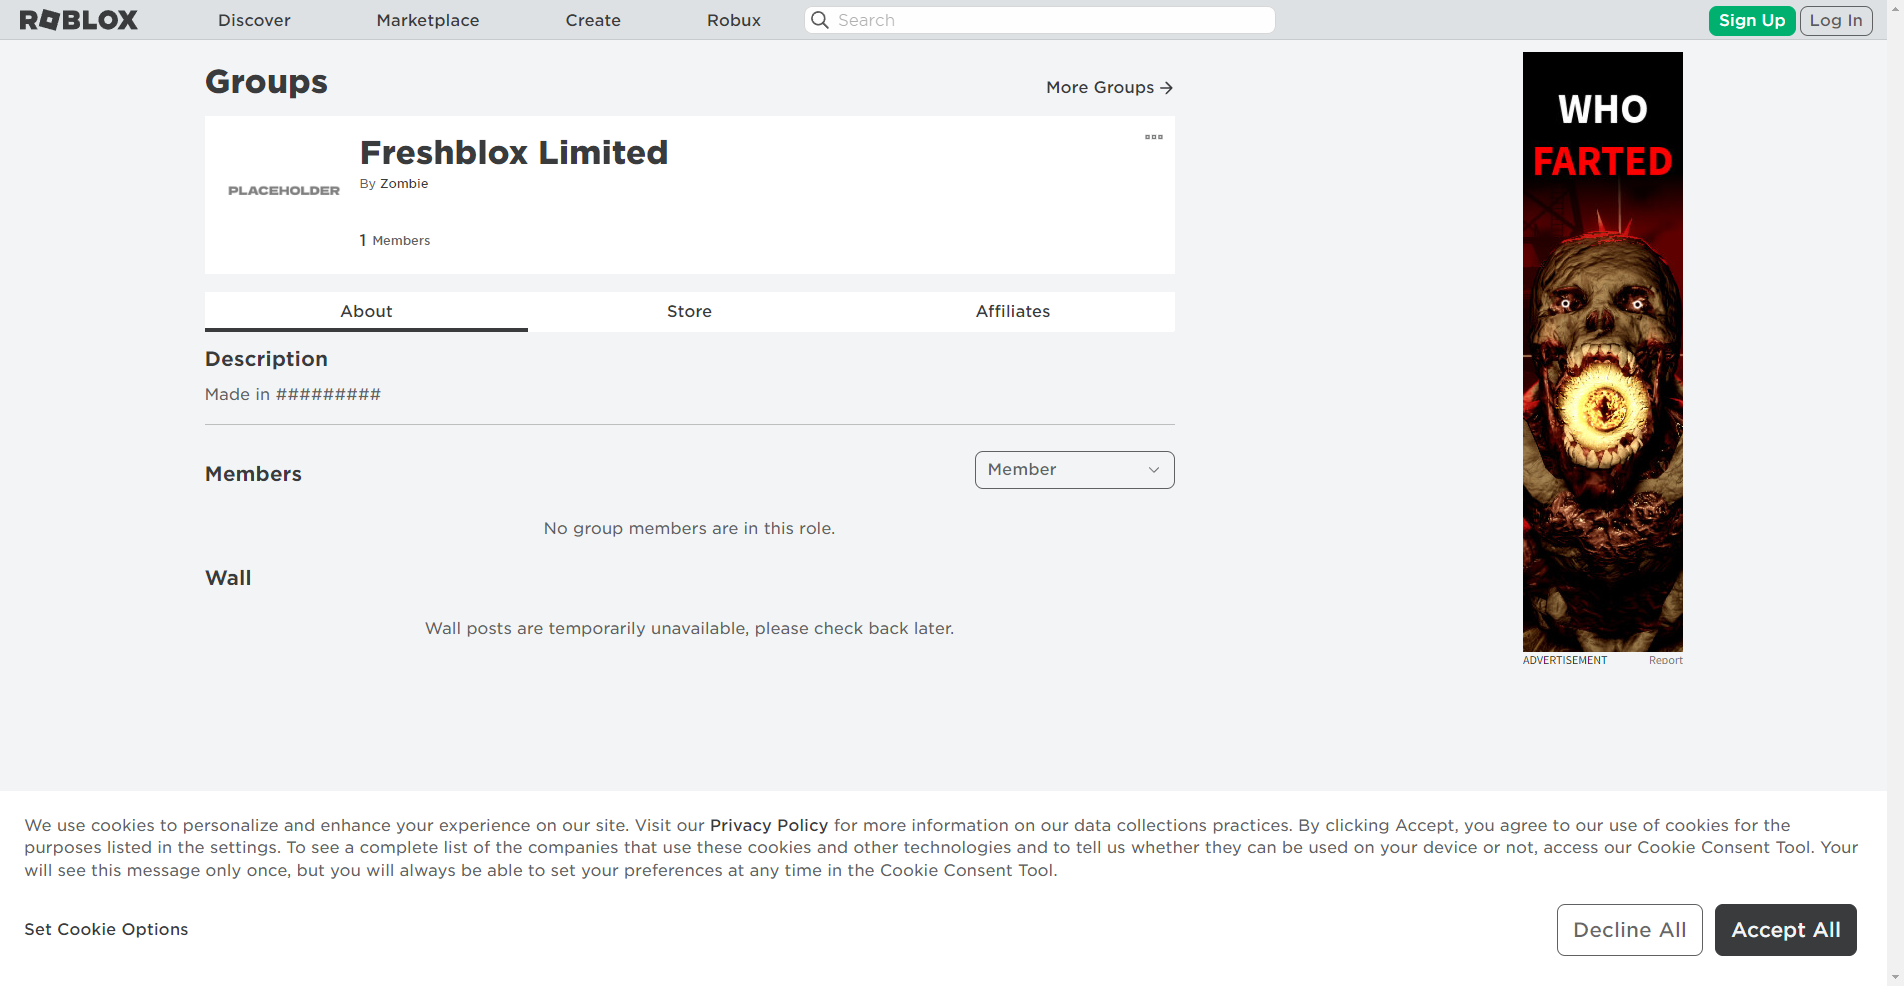 ROBLOX
Discover
Marketplace
Create
Robux
Search
Sign Up
Log In
Groups
More Groups
PLACEHOLDER
Freshblox Limited
By Zombie
1 Members
About
Store
Affiliates
Description
Made in #########
Members
Member
No group members are in this role.
Wall
Wall posts are temporarily unavailable, please check back later.
WHO
FARTED
ADVERTISEMENT
Report
We use cookies to personalize and enhance your experience on our site. Visit our Privacy Policy for more information on our data collections practices. By clicking Accept, you agree to our use of cookies for the
purposes listed in the settings. To see a complete list of the companies that use these cookies and other technologies and to tell us whether they can be used on your device or not, access our Cookie Consent Tool. Your
will see this message only once, but you will always be able to set your preferences at any time in the Cookie Consent Tool.
Set Cookie Options
Decline All
Accept All